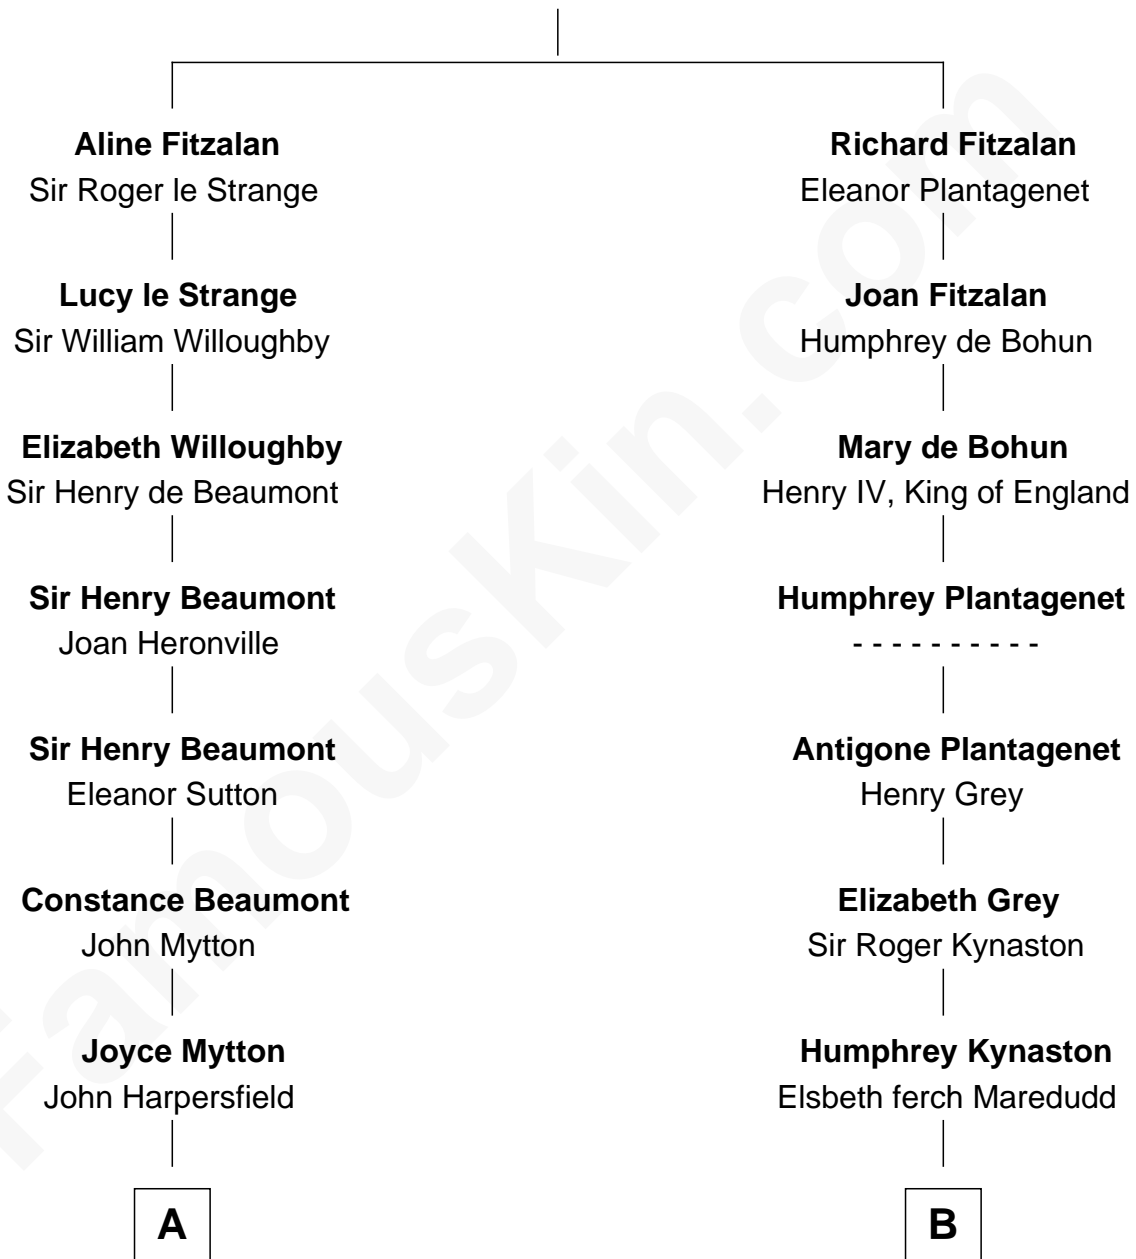 Aline Fitzalan
Sir Roger le Strange
Richard Fitzalan
Eleanor Plantagenet
Lucy le Strange
Sir William Willoughby
Joan Fitzalan
Humphrey de Bohun
Elizabeth Willoughby
Sir Henry de Beaumont
Mary de Bohun
Henry IV, King of England
Sir Henry Beaumont
Joan Heronville
Humphrey Plantagenet
- - - - - - - - - -
Sir Henry Beaumont
Eleanor Sutton
Antigone Plantagenet
Henry Grey
Constance Beaumont
John Mytton
Elizabeth Grey
Sir Roger Kynaston
Joyce Mytton
John Harpersfield
Humphrey Kynaston
Elsbeth ferch Maredudd
A
B
FamousKin.com